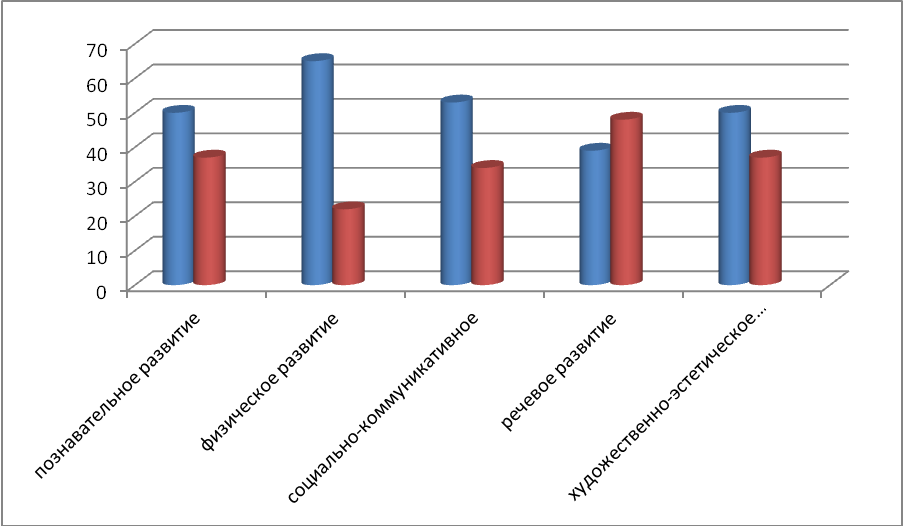 70
60
50
40
30
20
10
0
познавательное развитие
физическое развитие
социально-коммуникативное
речевое развитие
художественно-эстетическое...